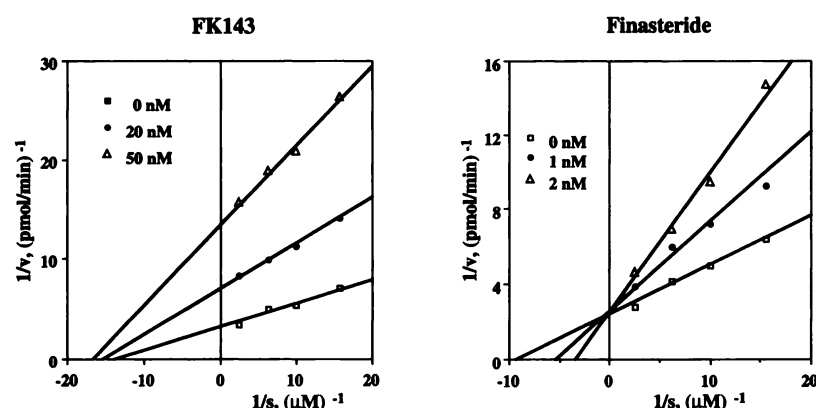 FK143
30
20
10
0
-20
-10
0
10
20
0 nM
20 nM
50 nM
1/v, (pmol/min) -1
1/s, (μM) -1
Finasteride
16
12
8
4
0
-10
0
10
20
0 nM
1 nM
2 nM
1/v, (pmol/min) -1
1/s, (μM) -1